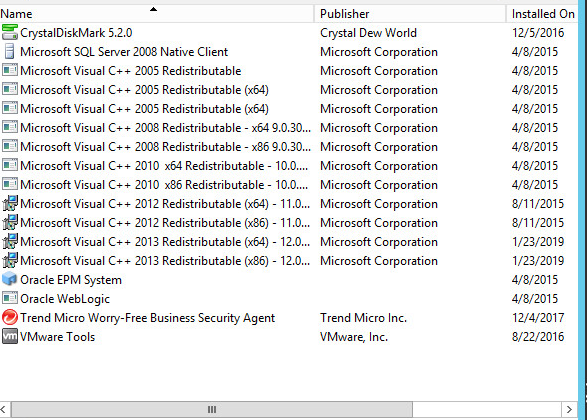 Name Publisher Installed On
CrystalDiskMark 5.2.0 Crystal Dew World 12/5/2016
Microsoft SQL Server 2008 Native Client Microsoft Corporation 4/8/2015
Microsoft Visual C++ 2005 Redistributable Microsoft Corporation 4/8/2015
Microsoft Visual C++ 2005 Redistributable (x64) Microsoft Corporation 4/8/2015
Microsoft Visual C++ 2005 Redistributable (x64) Microsoft Corporation 4/8/2015
Microsoft Visual C++ 2008 Redistributable - x64 9.0.30... Microsoft Corporation 4/8/2015
Microsoft Visual C++ 2008 Redistributable - x86 9.0.30... Microsoft Corporation 4/8/2015
Microsoft Visual C++ 2010 x64 Redistributable - 10.0.... Microsoft Corporation 4/8/2015
Microsoft Visual C++ 2010 x86 Redistributable - 10.0.... Microsoft Corporation 4/8/2015
Microsoft Visual C++ 2012 Redistributable (x64) - 11.0... Microsoft Corporation 8/11/2015
Microsoft Visual C++ 2012 Redistributable (x86) - 11.0... Microsoft Corporation 8/11/2015
Microsoft Visual C++ 2013 Redistributable (x64) - 12.0... Microsoft Corporation 1/23/2019
Microsoft Visual C++ 2013 Redistributable (x86) - 12.0... Microsoft Corporation 1/23/2019
Oracle EPM System 4/8/2015
Oracle WebLogic 4/8/2015
Trend Micro Worry-Free Business Security Agent Trend Micro Inc. 12/4/2017
vm VMware Tools VMware, Inc. 8/22/2016